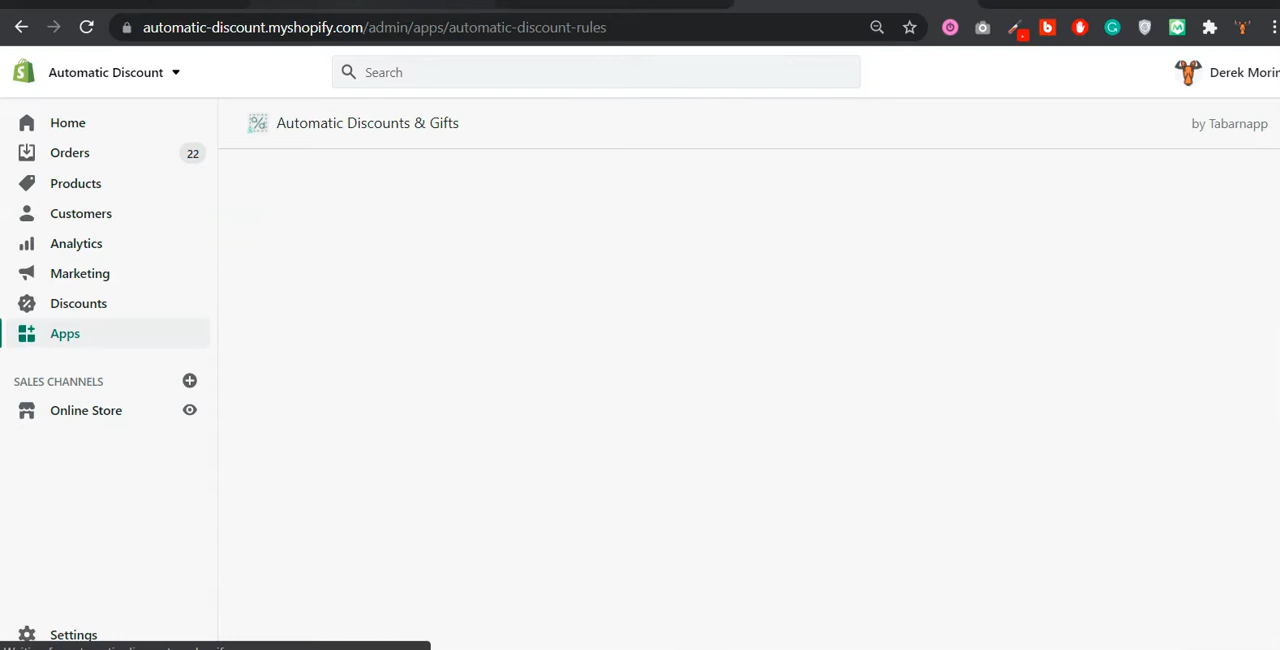 automatic-discount.myshopify.com/admin/apps/automatic-discount-rules
Automatic Discount
Search
Derek Morin
Home
Orders 22
Products
Customers
Analytics
Marketing
Discounts
Apps
SALES CHANNELS
Online Store
Settings
Automatic Discounts & Gifts
by Tabarnapp